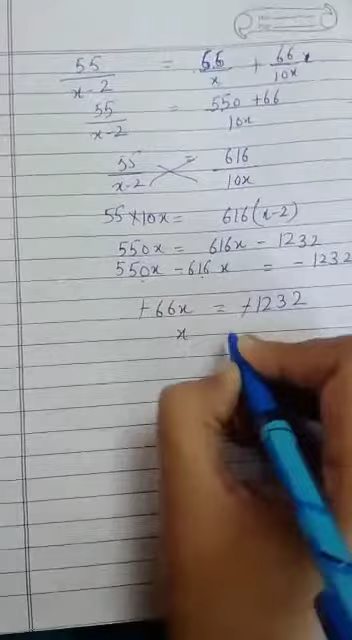 55/x-2 = 56/x + 66/10x x
55/x-2 = 550 + 66/10x
55/x-2 = 616/10x
55 x 10x = 616(x-2)
550x = 616x - 1232
550x - 616x = - 1232
+66x = +1232
x